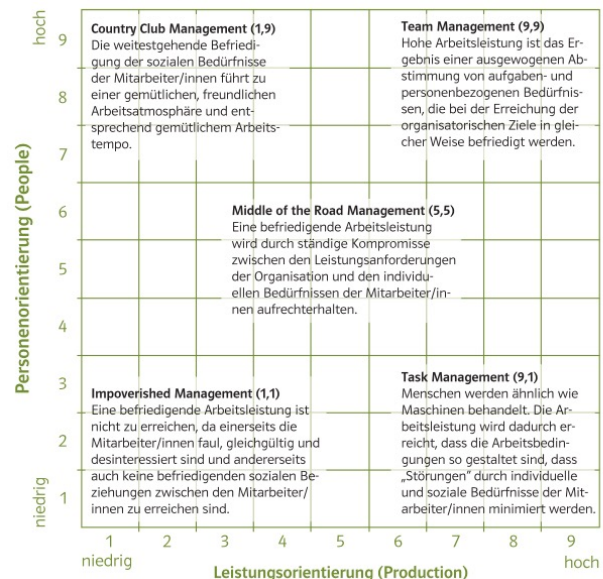 hoch
9
8
7
6
5
4
3
2
1
niedrig
Personenorientierung (People)
Country Club Management (1,9)
Die weitestgehende Befriedi-
gung der sozialen Bedürfnisse
der Mitarbeiter/innen führt zu
einer gemütlichen, freundlichen
Arbeitsatmosphäre und ent-
sprechend gemütlichem Arbeits-
tempo.
Team Management (9,9)
Hohe Arbeitsleistung ist das Er-
gebnis einer ausgewogenen Ab-
stimmung von aufgaben- und
personenbezogenen Bedürfnis-
sen, die bei der Erreichung der
organisatorischen Ziele in glei-
cher Weise befriedigt werden.
Middle of the Road Management (5,5)
Eine befriedigende Arbeitsleistung
wird durch ständige Kompromisse
zwischen den Leistungsanforderungen
der Organisation und den individu-
ellen Bedürfnissen der Mitarbeiter/in-
nen aufrechterhalten.
Impoverished Management (1,1)
Eine befriedigende Arbeitsleistung ist
nicht zu erreichen, da einerseits die
Mitarbeiter/innen faul, gleichgültig und
desinteressiert sind und andererseits
auch keine befriedigenden sozialen Be-
ziehungen zwischen den Mitarbeiter/
innen zu erreichen sind.
Task Management (9,1)
Menschen werden ähnlich wie
Maschinen behandelt. Die Ar-
beitsleistung wird dadurch er-
reicht, dass die Arbeitsbedin-
gungen so gestaltet sind, dass
„Störungen" durch individuelle
und soziale Bedürfnisse der Mit-
arbeiter/innen minimiert werden.
1 2 3 4 5 6 7 8 9
niedrig hoch
Leistungsorientierung (Production)